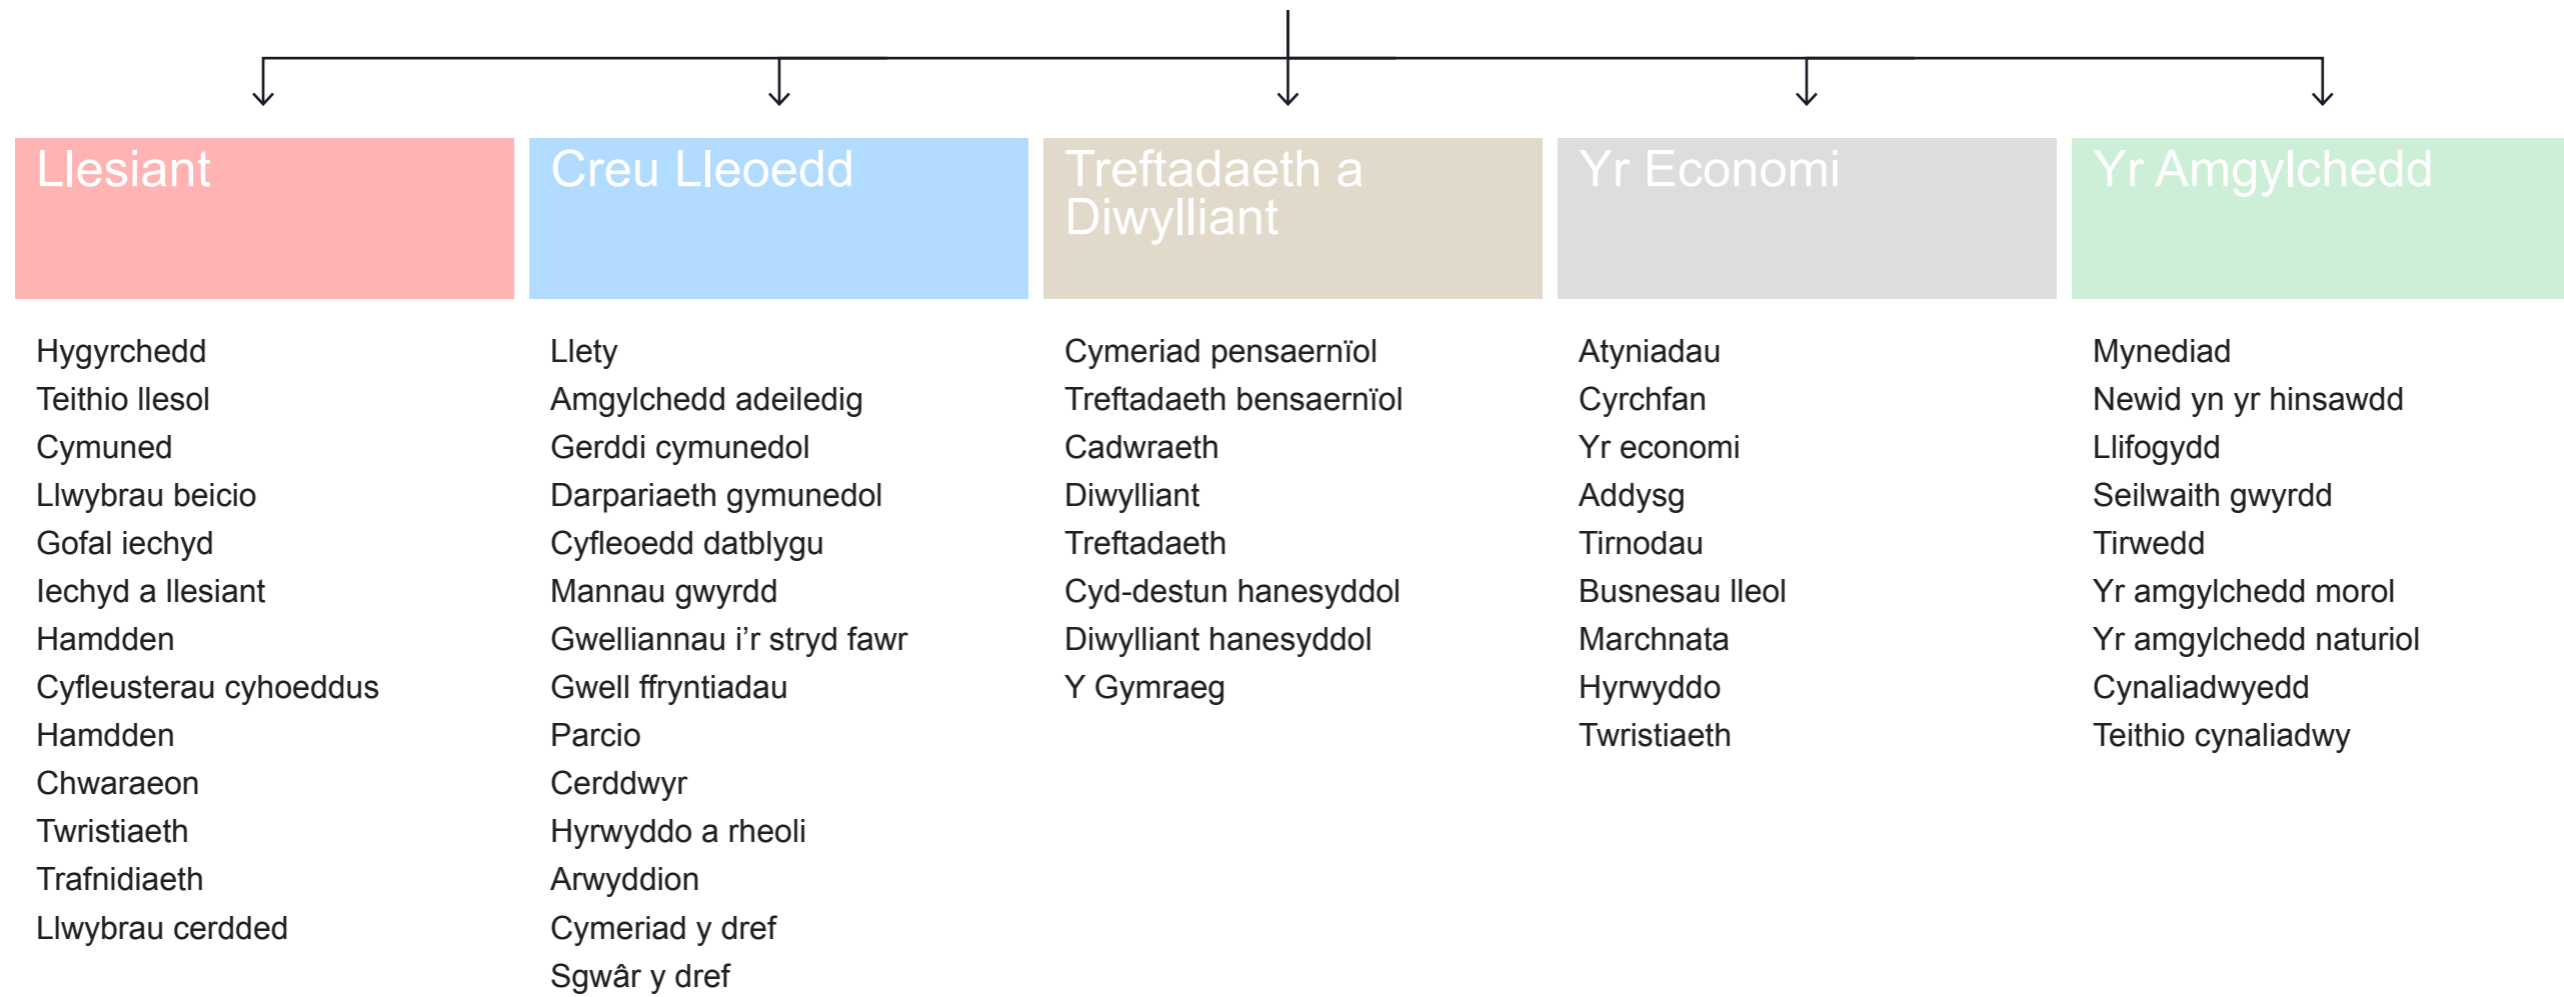 Llesiant
Hygyrchedd
Teithio llesol
Cymuned
Llwybrau beicio
Gofal iechyd
Iechyd a llesiant
Hamdden
Cyfleusterau cyhoeddus
Hamdden
Chwaraeon
Twristiaeth
Trafnidiaeth
Llwybrau cerdded
Creu Lleoedd
Llety
Amgylchedd adeiledig
Gerddi cymunedol
Darpariaeth gymunedol
Cyfleoedd datblygu
Mannau gwyrdd
Gwelliannau i’r stryd fawr
Gwell ffryntiadau
Parcio
Cerddwyr
Hyrwyddo a rheoli
Arwyddion
Cymeriad y dref
Sgwâr y dref
Treftadaeth a
Diwylliant
Cymeriad pensaernïol
Treftadaeth bensaernïol
Cadwraeth
Diwylliant
Treftadaeth
Cyd-destun hanesyddol
Diwylliant hanesyddol
Y Gymraeg
Yr Economi
Atyniadau
Cyrchfan
Yr economi
Addysg
Tirnodau
Busnesau lleol
Marchnata
Hyrwyddo
Twristiaeth
Yr Amgylchedd
Mynediad
Newid yn yr hinsawdd
Llifogydd
Seilwaith gwyrdd
Tirwedd
Yr amgylchedd morol
Yr amgylchedd naturiol
Cynaliadwyedd
Teithio cynaliadwy